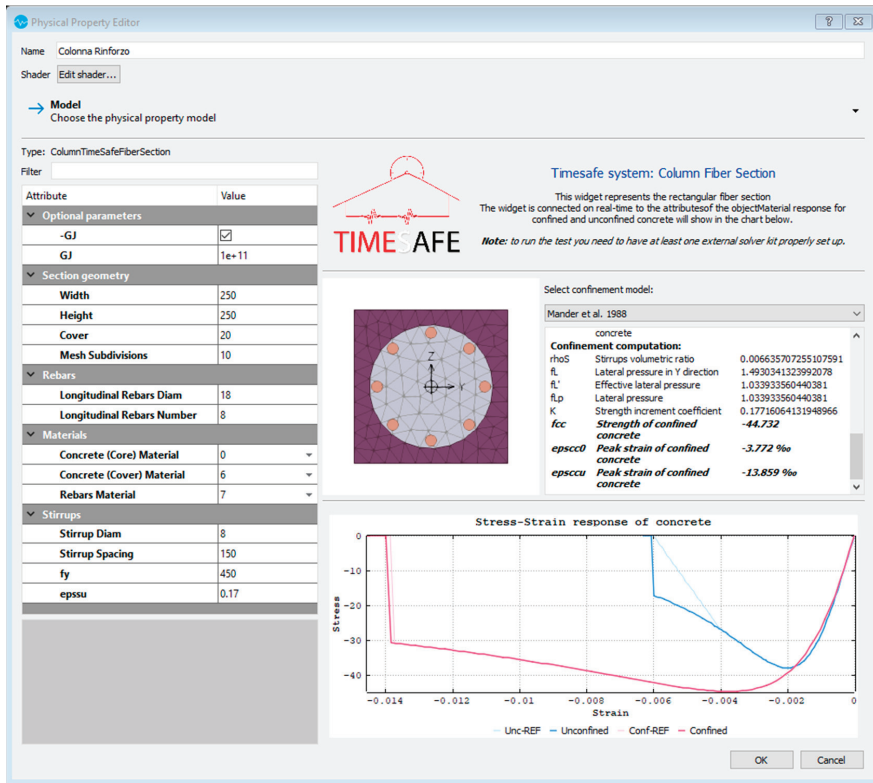 Physical Property Editor
Name Colonna Rinforzo
Shader Edit shader...
Model
Choose the physical property model
Type: ColumnTimeSafeFiberSection
Filter
Attribute Value
Optional parameters
-GJ
GJ 1e+11
Section geometry
Width 250
Height 250
Cover 20
Mesh Subdivisions 10
Rebars
Longitudinal Rebars Diam 18
Longitudinal Rebars Number 8
Materials
Concrete (Core) Material 0
Concrete (Cover) Material 6
Rebars Material 7
Stirrups
Stirrup Diam 8
Stirrup Spacing 150
fy 450
epssu 0.17
TIMESAFE
Timesafe system: Column Fiber Section
This widget represents the rectangular fiber section
The widget is connected on real-time to the attributesof the objectMaterial response for
confined and unconfined concrete will show in the chart below.
Note: to run the test you need to have at least one external solver kit properly set up.
Z
Y
Select confinement model:
Mander et al. 1988
concrete
Confinement computation:
rhoS Stirrups volumetric ratio 0.006635707255107591
fL Lateral pressure in Y direction 1.4930341323992078
fL' Effective lateral pressure 1.033933560440381
fLp Lateral pressure 1.033933560440381
K Strength increment coefficient 0.17716064131948966
fcc Strength of confined -44.732
concrete
epscc0 Peak strain of confined -3.772 ‰
concrete
epsccu Peak strain of confined -13.859 ‰
concrete
Stress-Strain response of concrete
Stress
0
-10
-20
-30
-40
-0.014 -0.012 -0.01 -0.008 -0.006 -0.004 -0.002 0
Strain
Unc-REF Unconfined Conf-REF Confined
OK Cancel